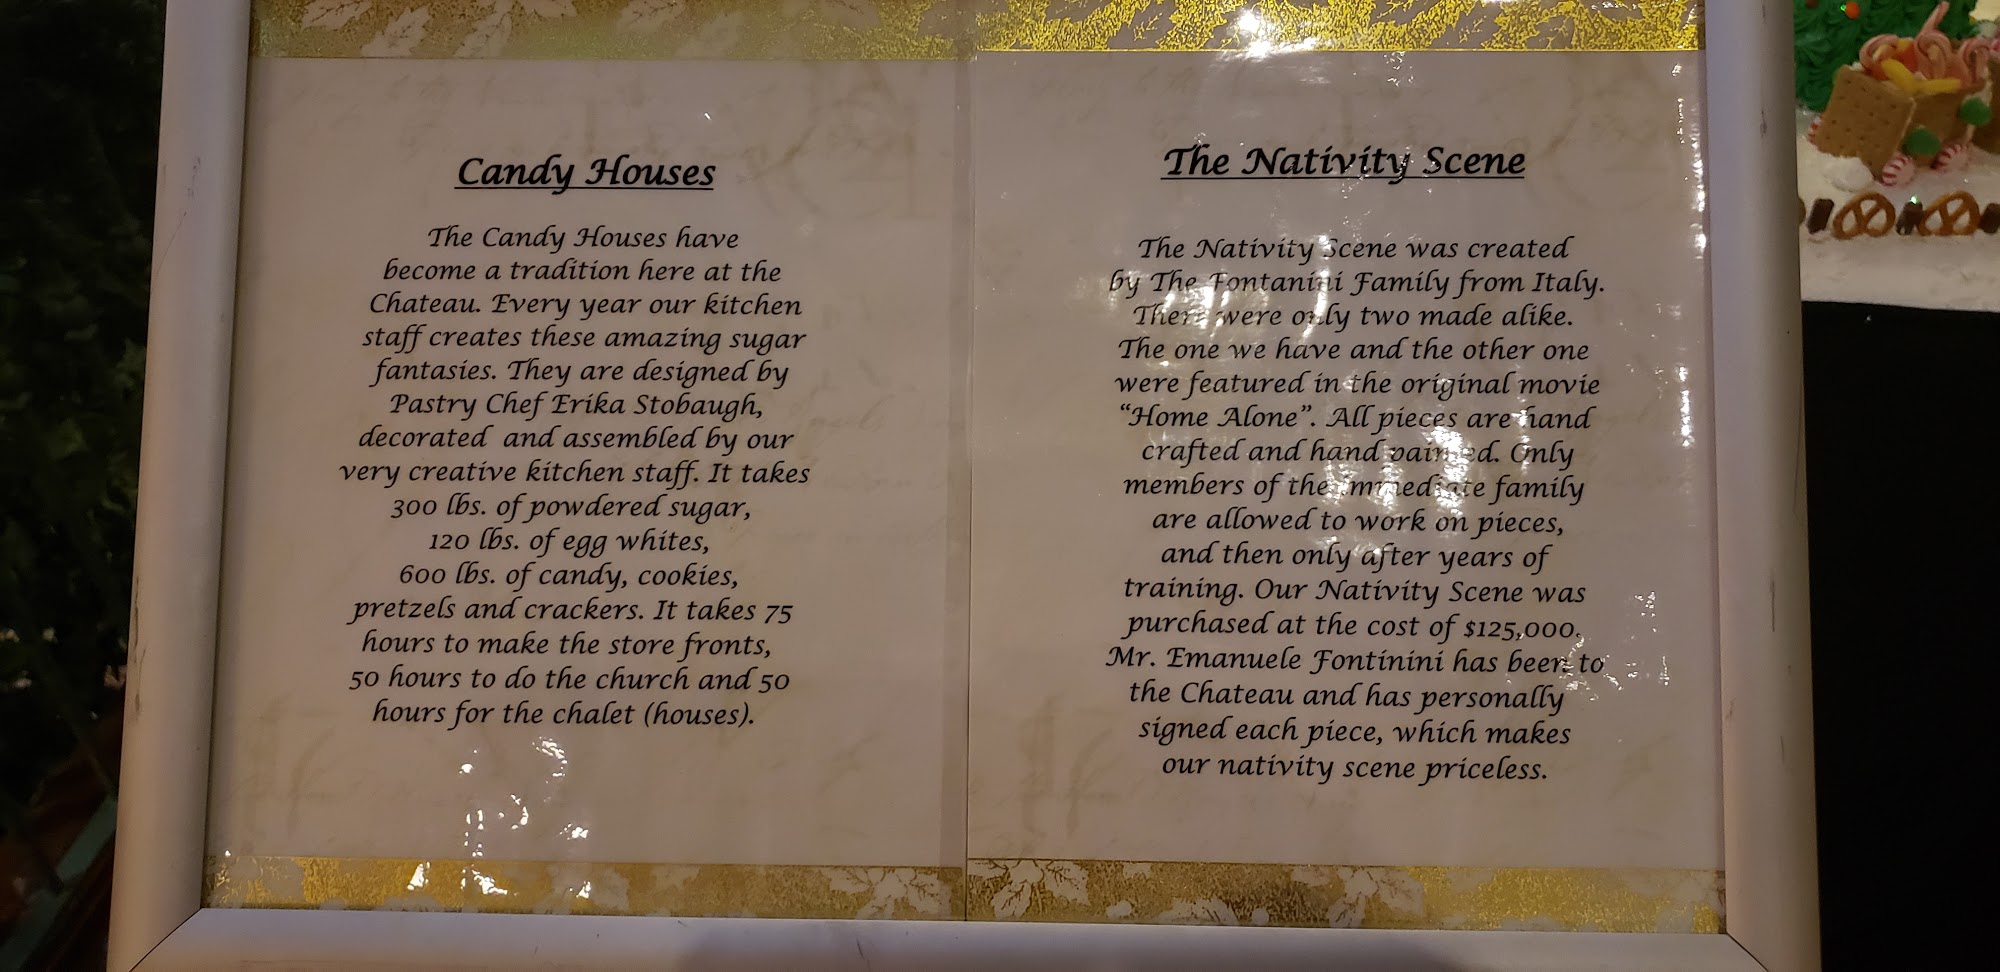 Candy Houses
The Candy Houses have
become a tradition here at the
Chateau. Every year our kitchen
staff creates these amazing sugar
fantasies. They are designed by
Pastry Chef Erika Stobaugh,
decorated and assembled by our
very creative kitchen staff. It takes
300 lbs. of powdered sugar,
120 lbs. of egg whites,
600 lbs. of candy, cookies,
pretzels and crackers. It takes 75
hours to make the store fronts,
50 hours to do the church and 50
hours for the chalet (houses).
The Nativity Scene
The Nativity Scene was created
by The Fontanini Family from Italy.
There were only two made alike.
The one we have and the other one
were featured in the original movie
“Home Alone”. All pieces are hand
crafted and hand painted. Only
members of the immediate family
are allowed to work on pieces,
and then only after years of
training. Our Nativity Scene was
purchased at the cost of $125,000.
Mr. Emanuele Fontinini has been to
the Chateau and has personally
signed each piece, which makes
our nativity scene priceless.